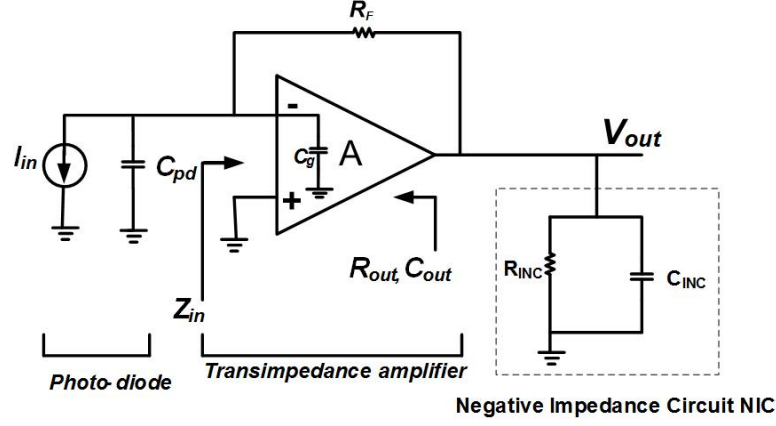 R_F
-
I_in
C_pd
C_g
A
V_out
+
R_INC
C_INC
R_out, C_out
Z_in
Photo-diode
Transimpedance amplifier
Negative Impedance Circuit NIC